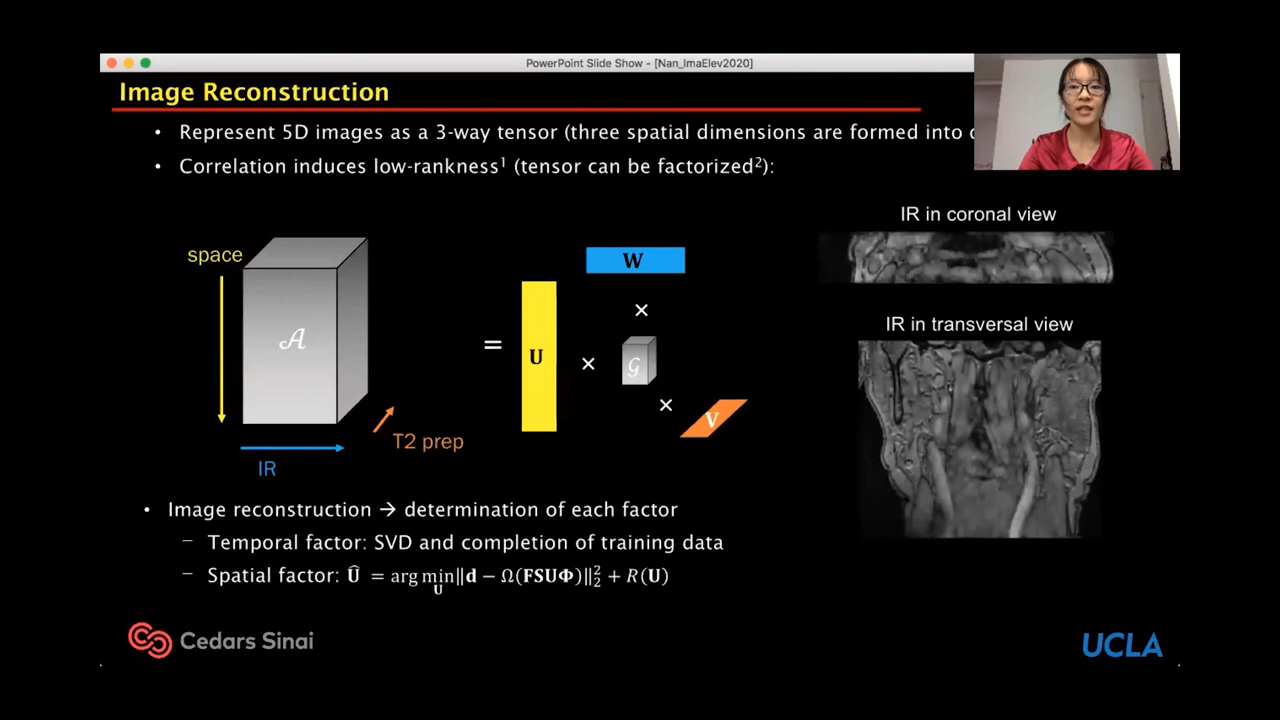 PowerPoint Slide Show - [Nan_ImaElev2020]
Image Reconstruction
• Represent 5D images as a 3-way tensor (three spatial dimensions are formed into
• Correlation induces low-rankness¹ (tensor can be factorized²):
IR in coronal view
space
W
×
𝒜
=
U
×
𝒢
×
V
T2 prep
IR
IR in transversal view
• Image reconstruction → determination of each factor
– Temporal factor: SVD and completion of training data
– Spatial factor: Û = arg min_U ‖d − Ω(FSUΦ)‖₂² + R(U)
Cedars Sinai
UCLA